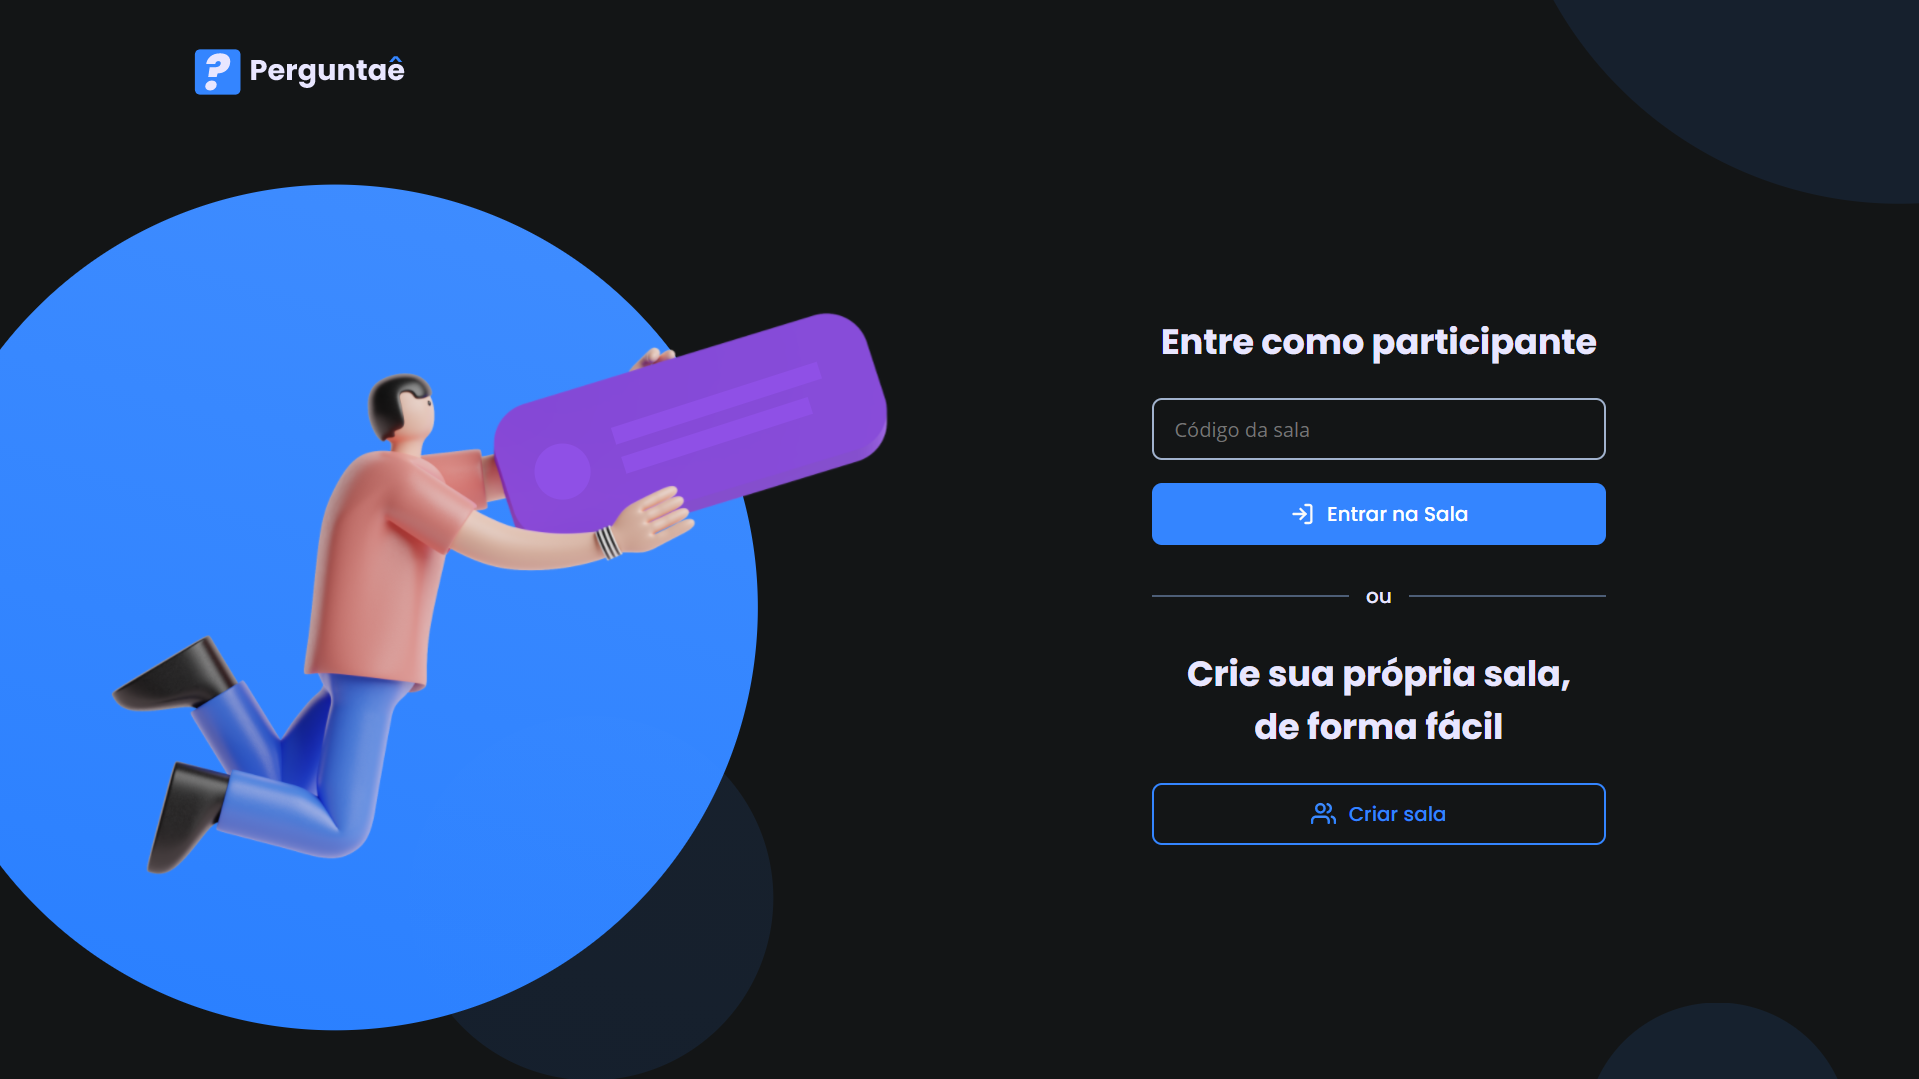 Perguntaê
Entre como participante
Código da sala
Entrar na Sala
ou
Crie sua própria sala,
de forma fácil
Criar sala